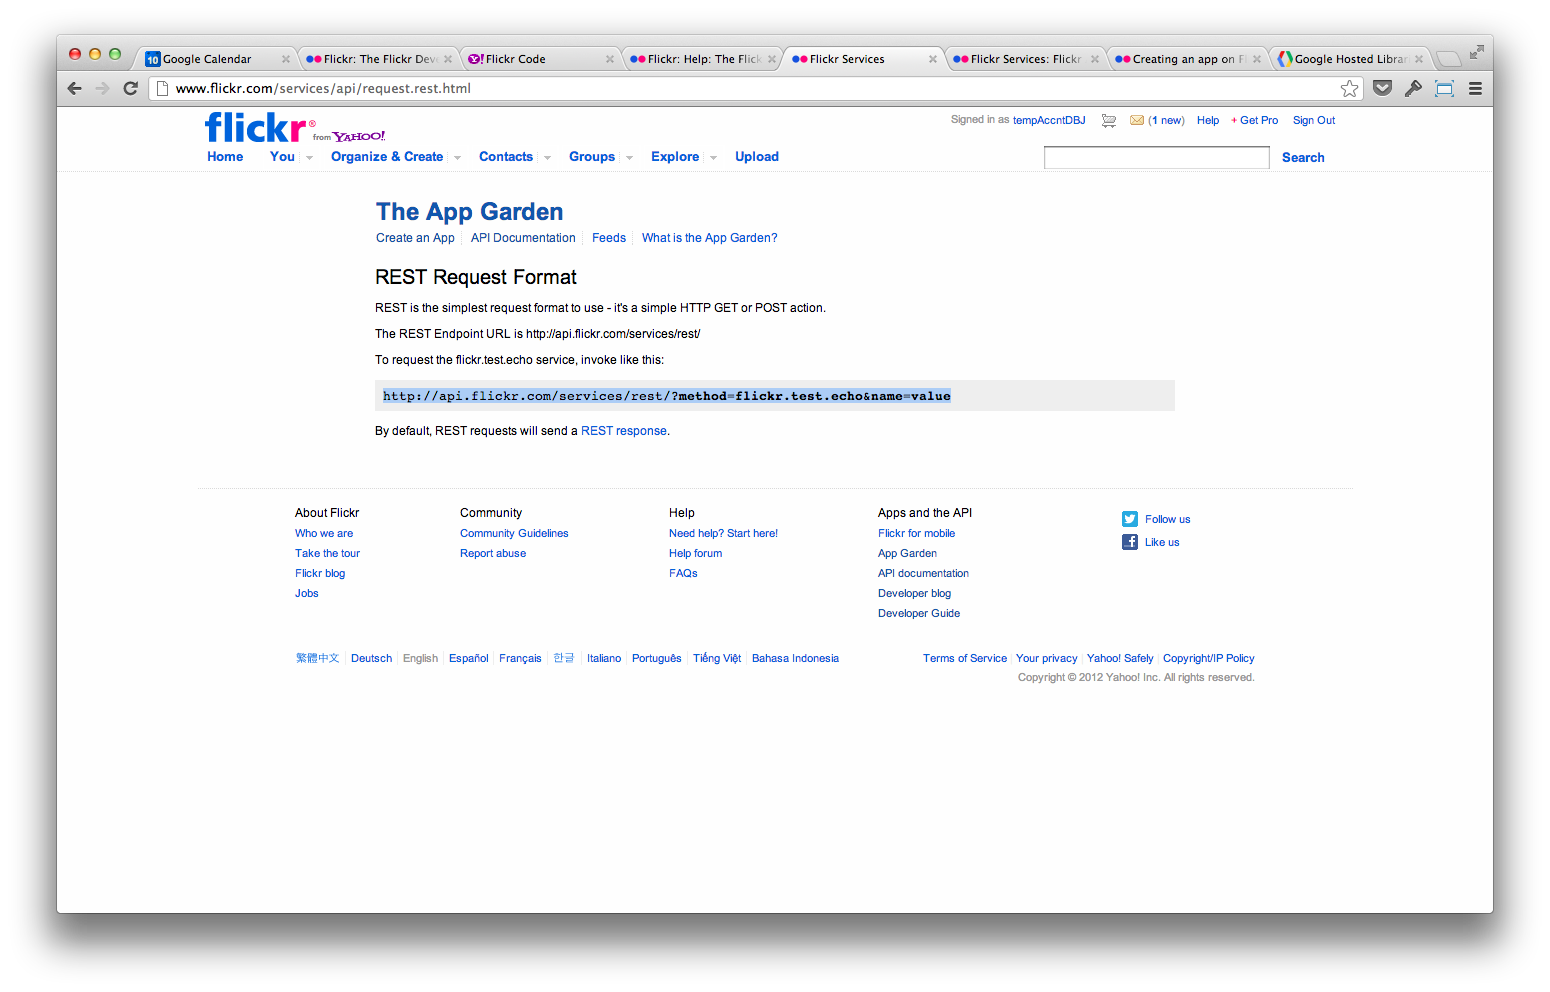 10 Google Calendar
Flickr: The Flickr Dev
Y! Flickr Code
Flickr: Help: The Flick
Flickr Services
Flickr Services: Flickr
Creating an app on F
Google Hosted Librar
www.flickr.com/services/api/request.rest.html
flickr® from YAHOO!
Signed in as tempAccntDBJ (1 new) Help + Get Pro Sign Out
Home You Organize & Create Contacts Groups Explore Upload Search
The App Garden
Create an App API Documentation Feeds What is the App Garden?
REST Request Format
REST is the simplest request format to use - it's a simple HTTP GET or POST action.
The REST Endpoint URL is http://api.flickr.com/services/rest/
To request the flickr.test.echo service, invoke like this:
http://api.flickr.com/services/rest/?method=flickr.test.echo&name=value
By default, REST requests will send a REST response.
About Flickr
Who we are
Take the tour
Flickr blog
Jobs
Community
Community Guidelines
Report abuse
Help
Need help? Start here!
Help forum
FAQs
Apps and the API
Flickr for mobile
App Garden
API documentation
Developer blog
Developer Guide
Follow us
Like us
繁體中文 Deutsch English Español Français 한글 Italiano Português Tiếng Việt Bahasa Indonesia
Terms of Service Your privacy Yahoo! Safely Copyright/IP Policy
Copyright © 2012 Yahoo! Inc. All rights reserved.